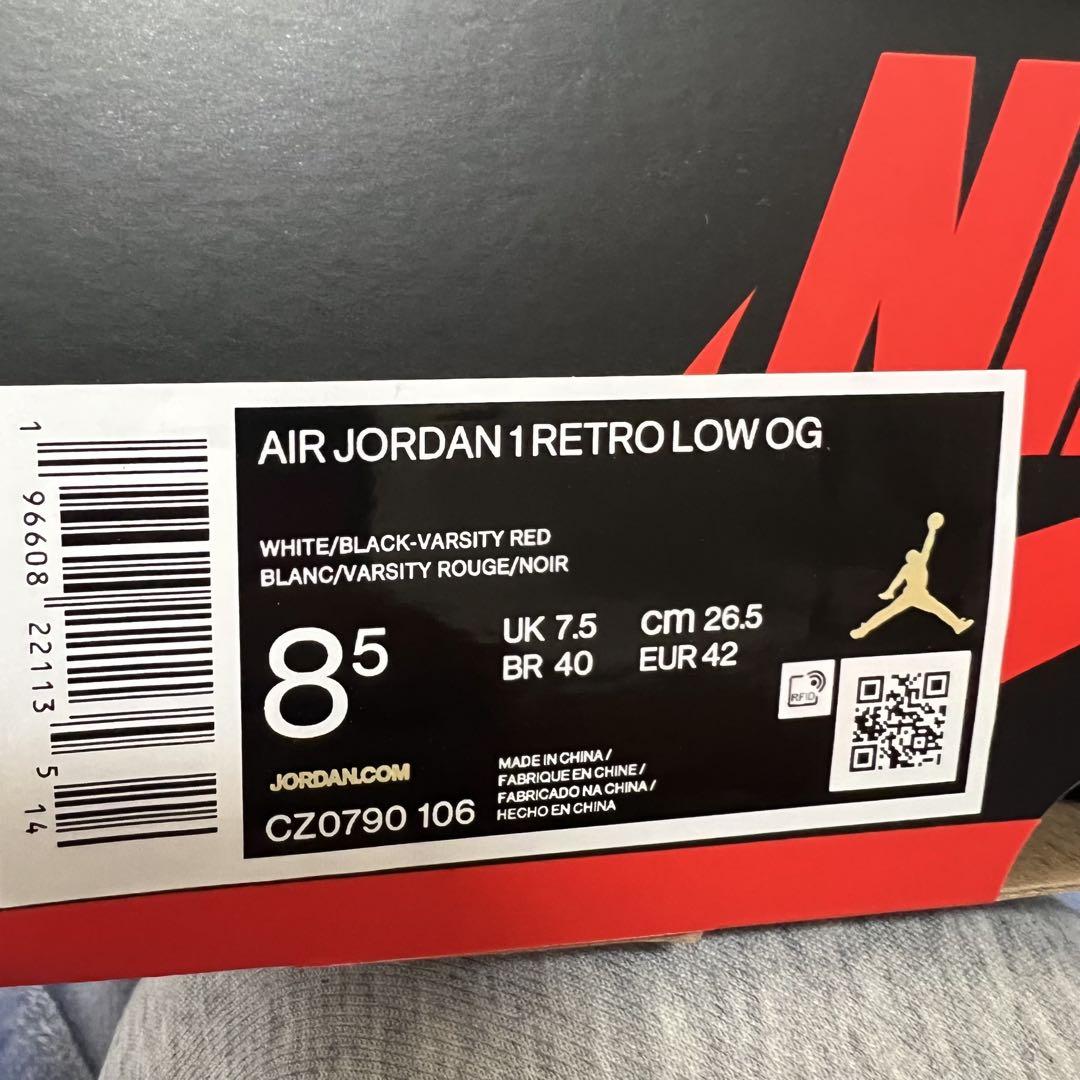 AIR JORDAN 1 RETRO LOW OG
WHITE/BLACK-VARSITY RED
BLANC/VARSITY ROUGE/NOIR
8 5
UK 7.5 cm 26.5
BR 40 EUR 42
RFID
JORDAN.COM
CZ0790 106
MADE IN CHINA /
FABRIQUE EN CHINE /
FABRICADO NA CHINA /
HECHO EN CHINA
1 96608 22113 5 14